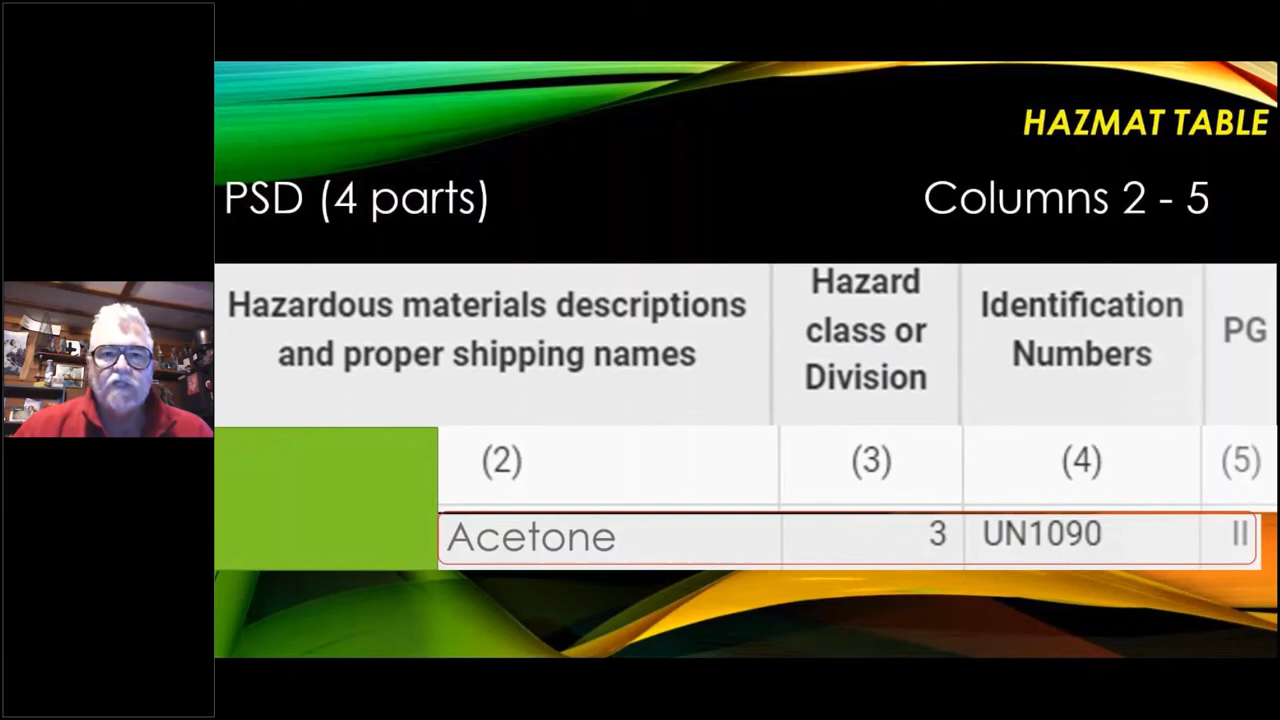 HAZMAT TABLE
PSD (4 parts) Columns 2 - 5
Hazardous materials descriptions and proper shipping names
Hazard class or Division
Identification Numbers
PG
(2) (3) (4) (5)
Acetone 3 UN1090 II